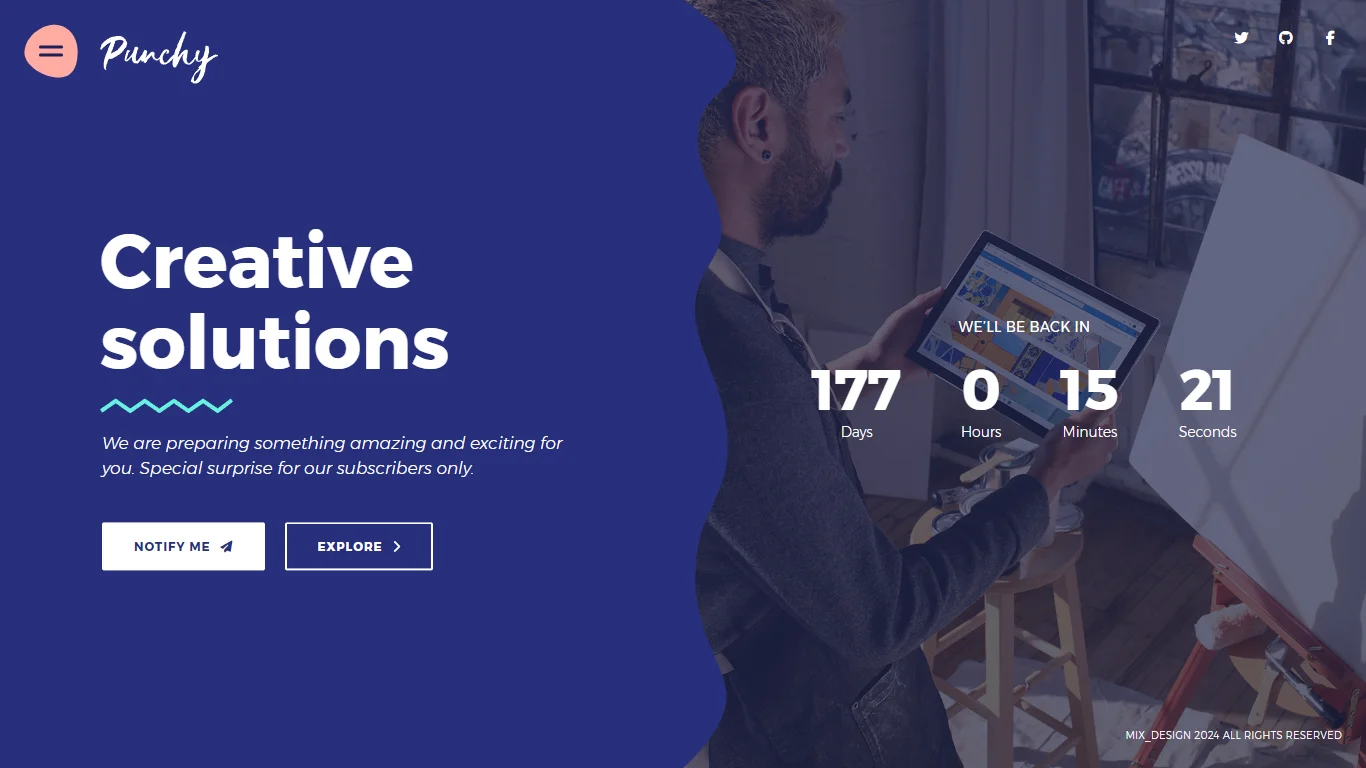 Punchy
Creative
solutions
We are preparing something amazing and exciting for
you. Special surprise for our subscribers only.
NOTIFY ME
EXPLORE
WE'LL BE BACK IN
177 0 15 21
Days Hours Minutes Seconds
MIX_DESIGN 2024 ALL RIGHTS RESERVED